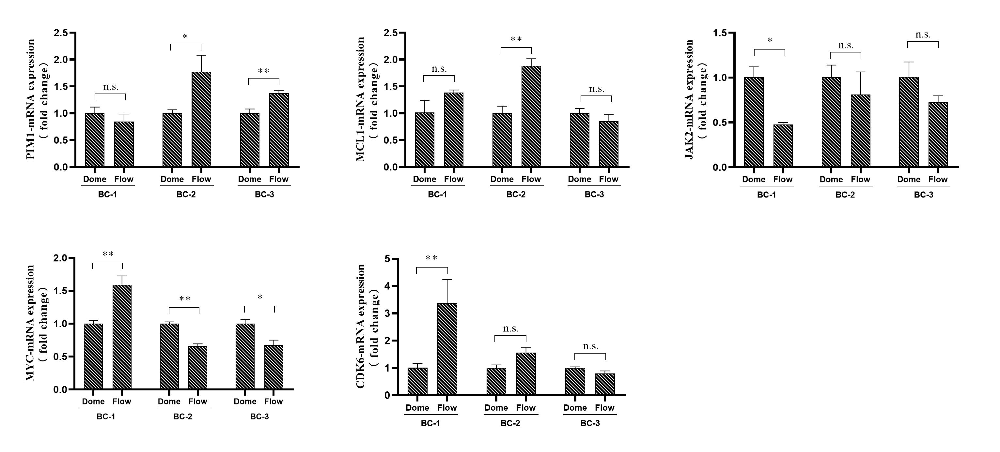 PIM1-mRNA expression
( fold change)
2.5
2.0
1.5
1.0
0.5
0.0
n.s.
*
**
Dome Flow Dome Flow Dome Flow
BC-1 BC-2 BC-3
MCL1-mRNA expression
( fold change)
2.5
2.0
1.5
1.0
0.5
0.0
n.s.
**
n.s.
Dome Flow Dome Flow Dome Flow
BC-1 BC-2 BC-3
JAK2-mRNA expression
( fold change)
1.5
1.0
0.5
0.0
*
n.s.
n.s.
Dome Flow Dome Flow Dome Flow
BC-1 BC-2 BC-3
MYC-mRNA expression
( fold change)
2.0
1.5
1.0
0.5
0.0
**
**
*
Dome Flow Dome Flow Dome Flow
BC-1 BC-2 BC-3
CDK6-mRNA expression
( fold change)
5
4
3
2
1
0
**
n.s.
n.s.
Dome Flow Dome Flow Dome Flow
BC-1 BC-2 BC-3